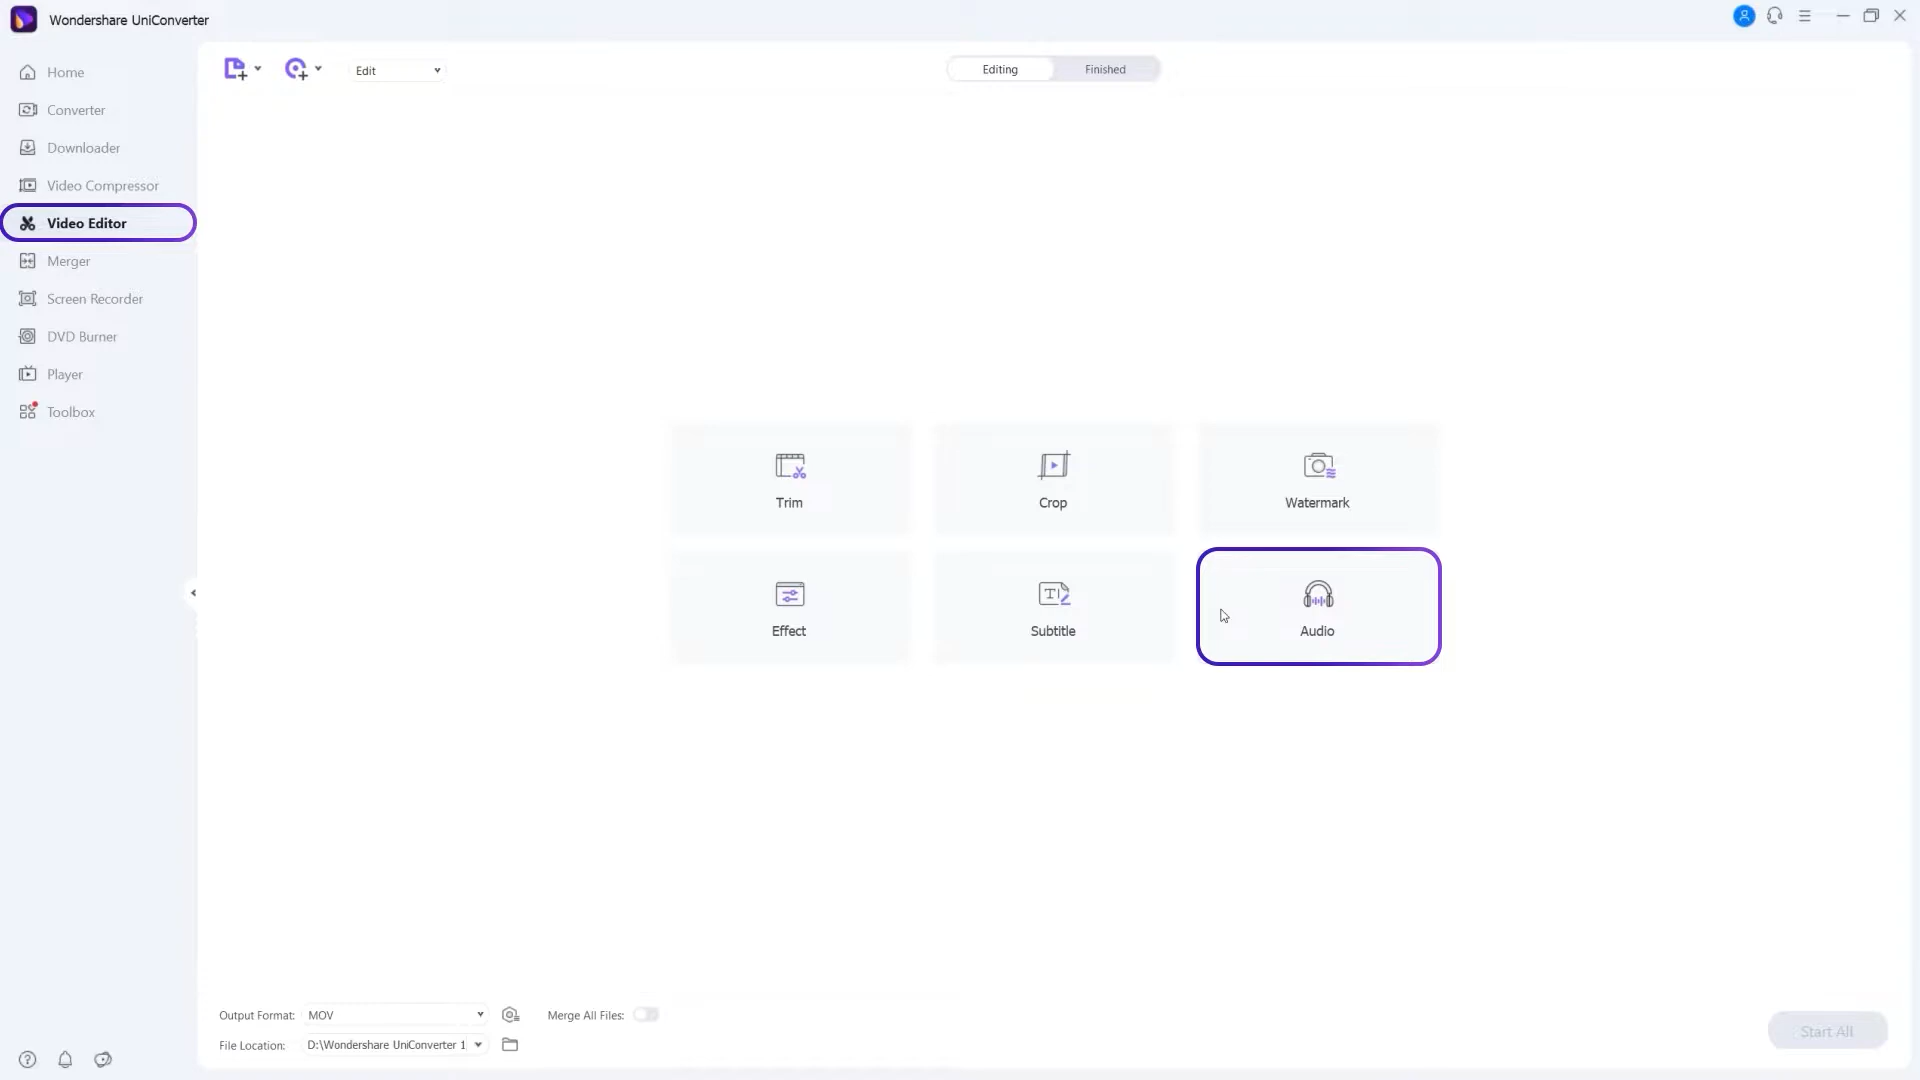 Wondershare UniConverter
Home
Converter
Downloader
Video Compressor
Video Editor
Merger
Screen Recorder
DVD Burner
Player
Toolbox
Edit
Editing
Finished
Trim
Crop
Watermark
Effect
Subtitle
Audio
Output Format: MOV
Merge All Files:
File Location: D:\Wondershare UniConverter 1
Start All